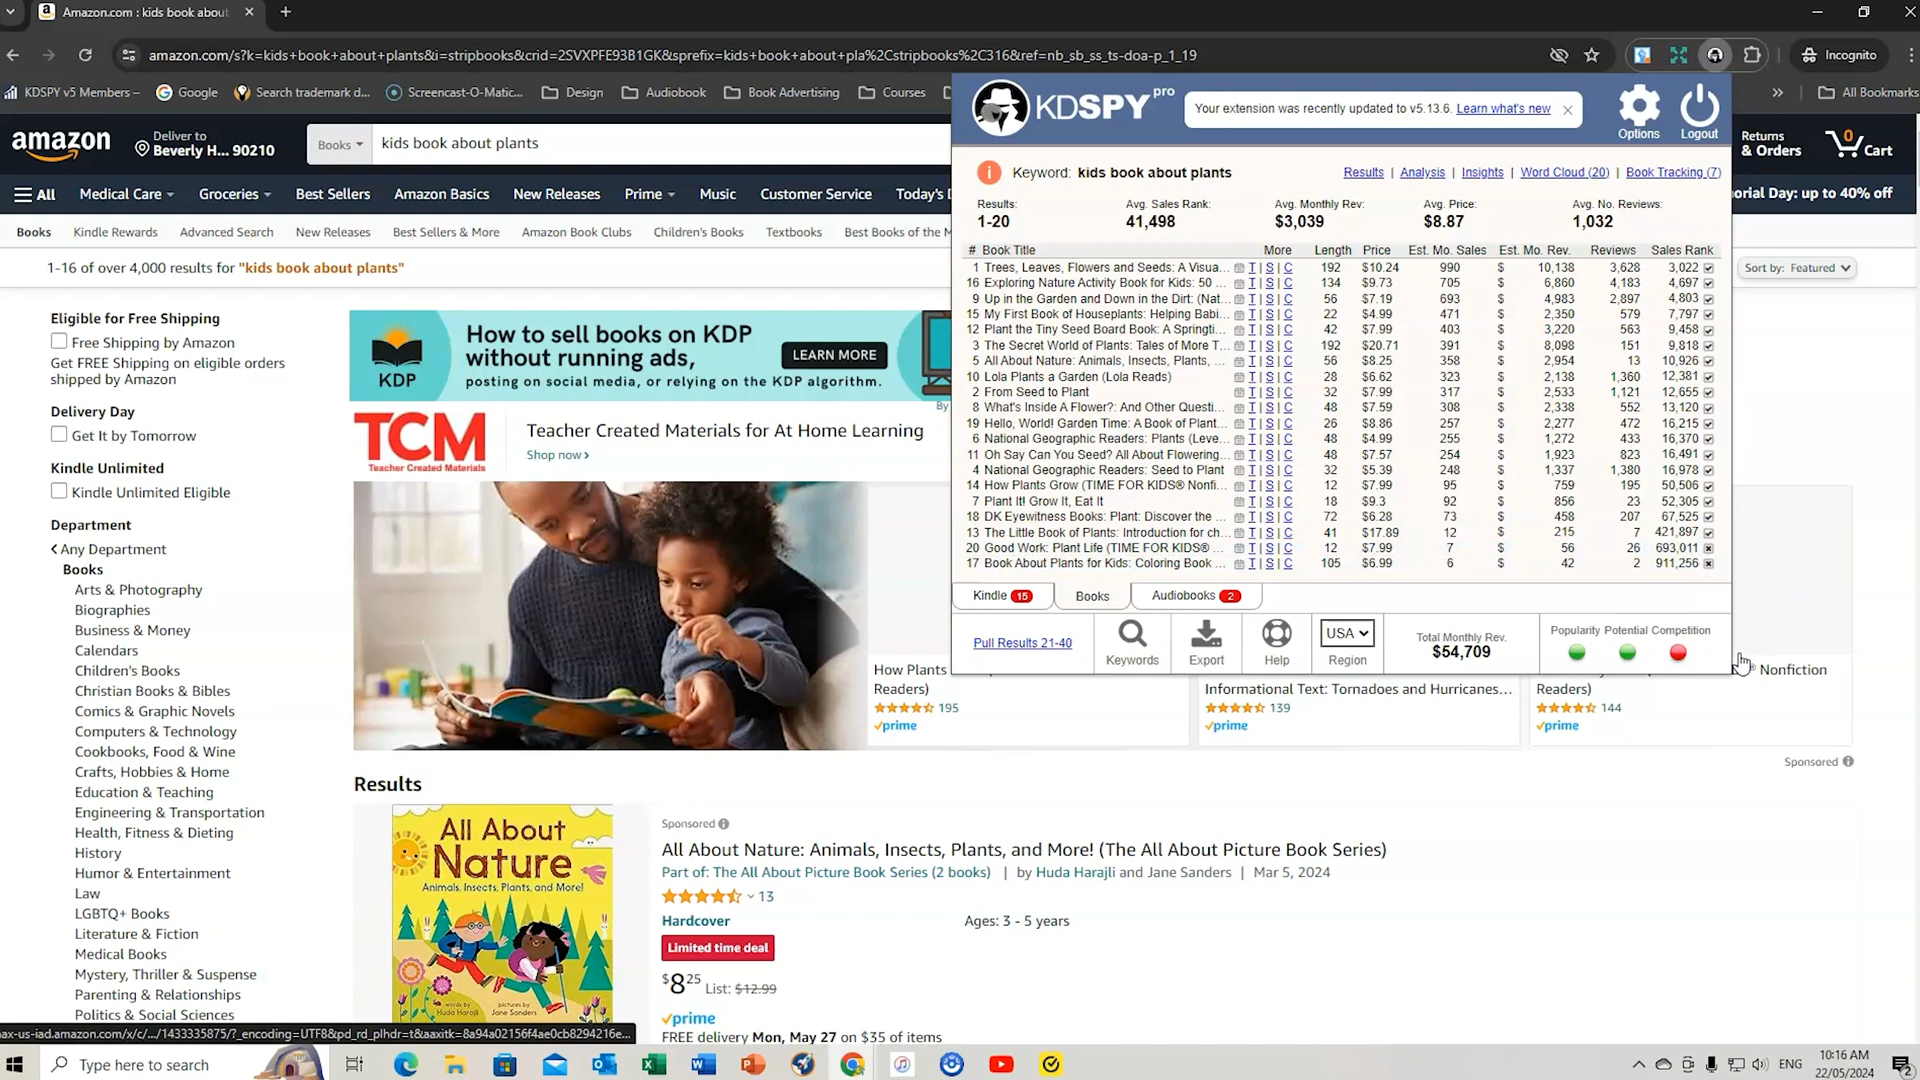 Amazon.com : kids book about
amazon.com/s?k=kids+book+about+plants&i=stripbooks&crid=2SVXPFE93B1GK&sprefix=kids+book+about+pla%2Cstripbooks%2C316&ref=nb_sb_ss_ts-doa-p_1_19
Incognito
KDSPY v5 Members –
Google
Search trademark d...
Screencast-O-Matic...
Design
Audiobook
Book Advertising
Courses
All Bookmarks
amazon
Deliver to
Beverly H... 90210
Books
kids book about plants
Returns
& Orders
0
Cart
All
Medical Care
Groceries
Best Sellers
Amazon Basics
New Releases
Prime
Music
Customer Service
Today's
orial Day: up to 40% off
Books
Kindle Rewards
Advanced Search
New Releases
Best Sellers & More
Amazon Book Clubs
Children's Books
Textbooks
Best Books of the
1-16 of over 4,000 results for "kids book about plants"
Sort by: Featured
KDSPY pro
Your extension was recently updated to v5.13.6. Learn what's new
Options
Logout
Keyword: kids book about plants
Results | Analysis | Insights | Word Cloud (20) | Book Tracking (7)
Results: Avg. Sales Rank: Avg. Monthly Rev: Avg. Price: Avg. No. Reviews:
1-20 41,498 $3,039 $8.87 1,032
# Book Title More Length Price Est. Mo. Sales Est. Mo. Rev. Reviews Sales Rank
1 Trees, Leaves, Flowers and Seeds: A Visua... T | S | C 192 $10.24 990 $ 10,138 3,628 3,022
16 Exploring Nature Activity Book for Kids: 50 ... T | S | C 134 $9.73 705 $ 6,860 4,183 4,697
9 Up in the Garden and Down in the Dirt: (Nat... T | S | C 56 $7.19 693 $ 4,983 2,897 4,803
15 My First Book of Houseplants: Helping Babi... T | S | C 22 $4.99 471 $ 2,350 579 7,797
12 Plant the Tiny Seed Board Book: A Springti... T | S | C 42 $7.99 403 $ 3,220 563 9,458
3 The Secret World of Plants: Tales of More T... T | S | C 192 $20.71 391 $ 8,098 151 9,818
5 All About Nature: Animals, Insects, Plants, ... T | S | C 56 $8.25 358 $ 2,954 13 10,926
10 Lola Plants a Garden (Lola Reads) T | S | C 28 $6.62 323 $ 2,138 1,360 12,381
2 From Seed to Plant T | S | C 32 $7.99 317 $ 2,533 1,121 12,655
8 What's Inside A Flower?: And Other Questi... T | S | C 48 $7.59 308 $ 2,338 552 13,120
19 Hello, World! Garden Time: A Book of Plant... T | S | C 26 $8.86 257 $ 2,277 472 16,215
6 National Geographic Readers: Plants (Leve... T | S | C 48 $4.99 255 $ 1,272 433 16,370
11 Oh Say Can You Seed? All About Flowering... T | S | C 48 $7.57 254 $ 1,923 823 16,491
4 National Geographic Readers: Seed to Plant T | S | C 32 $5.39 248 $ 1,337 1,380 16,978
14 How Plants Grow (TIME FOR KIDS® Nonfi... T | S | C 12 $7.99 95 $ 759 195 50,506
7 Plant It! Grow It, Eat It T | S | C 18 $9.3 92 $ 856 23 52,305
18 DK Eyewitness Books: Plant: Discover the ... T | S | C 72 $6.28 73 $ 458 207 67,525
13 The Little Book of Plants: Introduction for ch... T | S | C 41 $17.89 12 $ 215 7 421,897
20 Good Work: Plant Life (TIME FOR KIDS® ... T | S | C 12 $7.99 7 $ 56 26 693,011
17 Book About Plants for Kids: Coloring Book ... T | S | C 105 $6.99 6 $ 42 2 911,256
Kindle 15
Books
Audiobooks 2
Pull Results 21-40
Keywords
Export
Help
USA
Region
Total Monthly Rev.
$54,709
Popularity Potential Competition
Eligible for Free Shipping
Free Shipping by Amazon
Get FREE Shipping on eligible orders
shipped by Amazon
Delivery Day
Get It by Tomorrow
Kindle Unlimited
Kindle Unlimited Eligible
Department
Any Department
Books
Arts & Photography
Biographies
Business & Money
Calendars
Children's Books
Christian Books & Bibles
Comics & Graphic Novels
Computers & Technology
Cookbooks, Food & Wine
Crafts, Hobbies & Home
Education & Teaching
Engineering & Transportation
Health, Fitness & Dieting
History
Humor & Entertainment
Law
LGBTQ+ Books
Literature & Fiction
Medical Books
Mystery, Thriller & Suspense
Parenting & Relationships
Politics & Social Sciences
KDP
How to sell books on KDP
without running ads,
posting on social media, or relying on the KDP algorithm.
LEARN MORE
By
TCM
Teacher Created Materials
Teacher Created Materials for At Home Learning
Shop now
How Plants
Readers)
195
prime
Informational Text: Tornadoes and Hurricanes...
139
prime
Nonfiction
Readers)
144
prime
Sponsored
Results
All About
Nature
Animals, Insects, Plants, and More!
words by
Huda Harajli
pictures by
Jane Sanders
Sponsored
All About Nature: Animals, Insects, Plants, and More! (The All About Picture Book Series)
Part of: The All About Picture Book Series (2 books) | by Huda Harajli and Jane Sanders | Mar 5, 2024
13
Hardcover
Ages: 3 - 5 years
Limited time deal
$8 25 List: $12.99
prime
FREE delivery Mon, May 27 on $35 of items
ax-us-iad.amazon.com/x/c/.../1433335875/?_encoding=UTF8&pd_rd_plhdr=t&aaxitk=8a94a02156f4ae0cb8294216e...
Type here to search
ENG
10:16 AM
22/05/2024
2